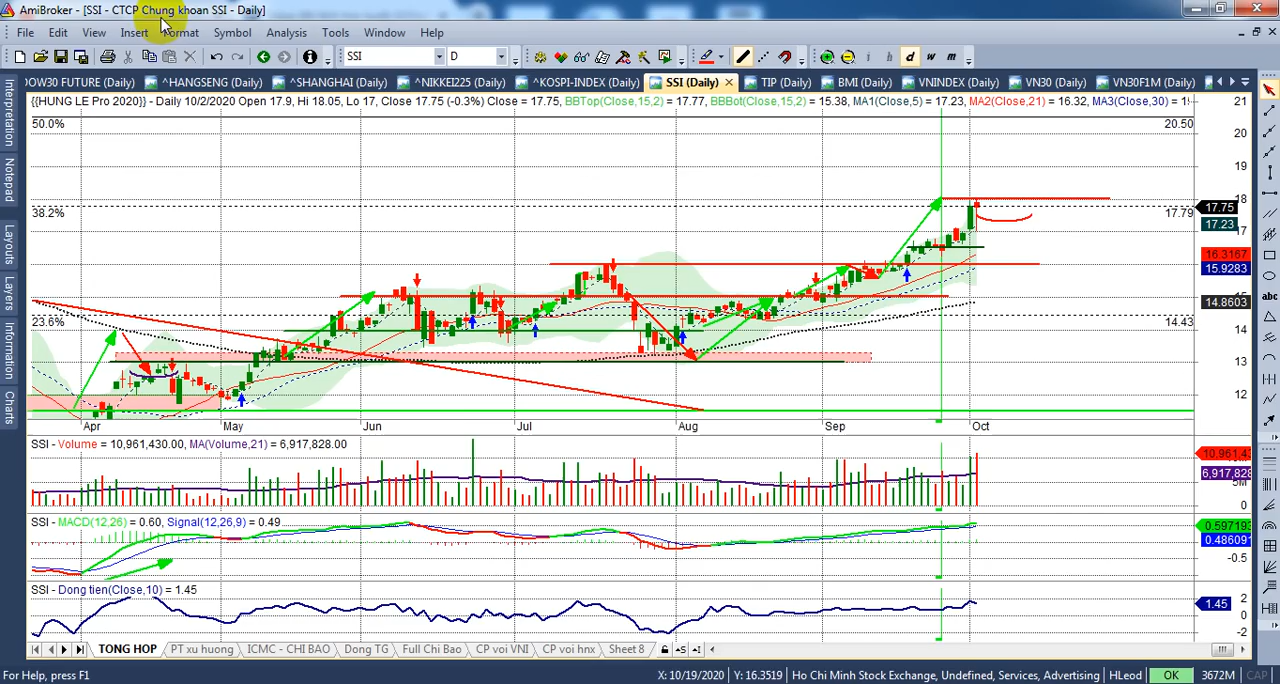 AmiBroker - [SSI - CTCP Chung khoan SSI - Daily]
File Edit View Insert Format Symbol Analysis Tools Window Help
SSI D i h d w m
OW30 FUTURE (Daily) ^HANGSENG (Daily) ^SHANGHAI (Daily) ^NIKKEI225 (Daily) ^KOSPI-INDEX (Daily) SSI (Daily) TIP (Daily) BMI (Daily) VNINDEX (Daily) VN30 (Daily) VN30F1M (Daily)
{{HUNG LE Pro 2020}} - Daily 10/2/2020 Open 17.9, Hi 18.05, Lo 17, Close 17.75 (-0.3%) Close = 17.75, BBTop(Close,15,2) = 17.77, BBBot(Close,15,2) = 15.38, MA1(Close,5) = 17.23, MA2(Close,21) = 16.32, MA3(Close,30) = 1
Interpretation
Notepad
Layouts
Layers
Information
Charts
50.0%
20.50
38.2%
17.79
23.6%
14.43
21
20
19
18
17.75
17.23
17
16.3167
15.9283
15
14.8603
14
13
12
Apr May Jun Jul Aug Sep Oct
SSI - Volume = 10,961,430.00, MA(Volume,21) = 6,917,828.00
10,961,43
6,917,828
5M
0
SSI - MACD(12,26) = 0.60, Signal(12,26,9) = 0.49
0.597193
0.486091
-0.5
SSI - Dong tien(Close,10) = 1.45
2
1.45
0
-2
abc
TONG HOP PT xu huong ICMC - CHI BAO Dong TG Full Chi Bao CP voi VNI CP voi hnx Sheet 8
For Help, press F1 X: 10/19/2020 Y: 16.3519 Ho Chi Minh Stock Exchange, Undefined, Services, Advertising HLeod OK 3672M CAP